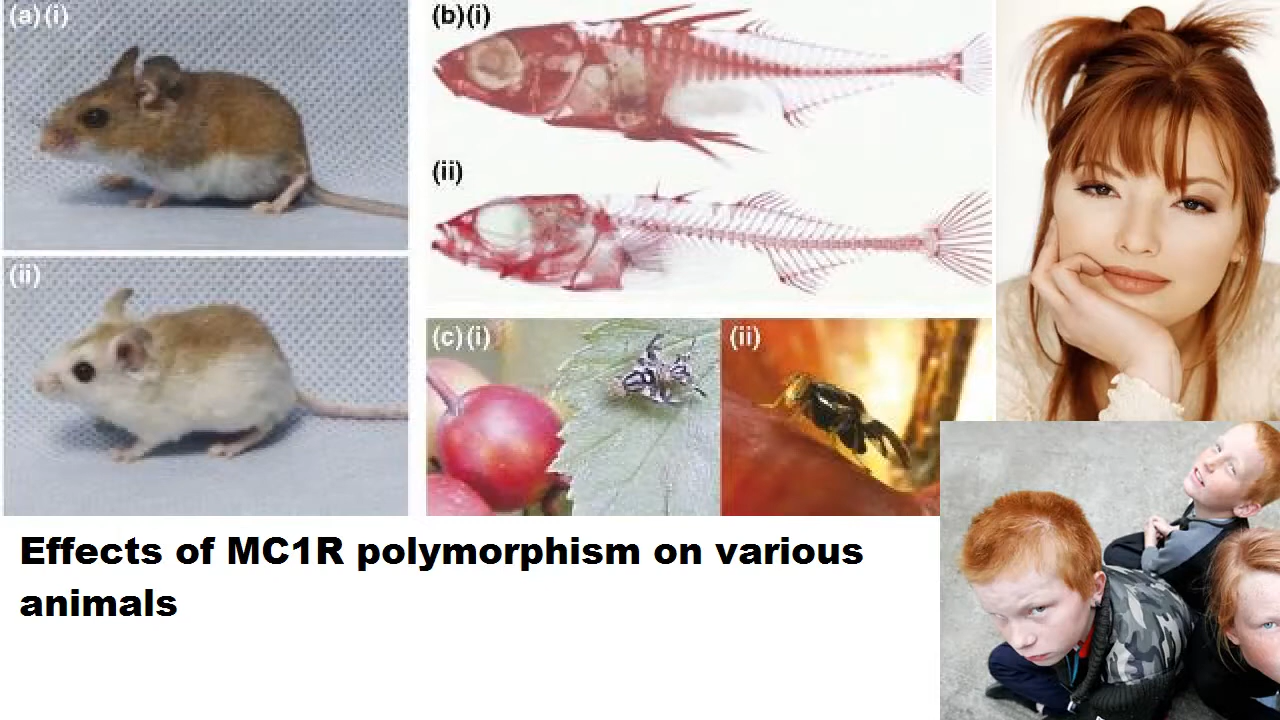 (a)(i)
(ii)
(b)(i)
(ii)
(c)(i)
(ii)
Effects of MC1R polymorphism on various
animals